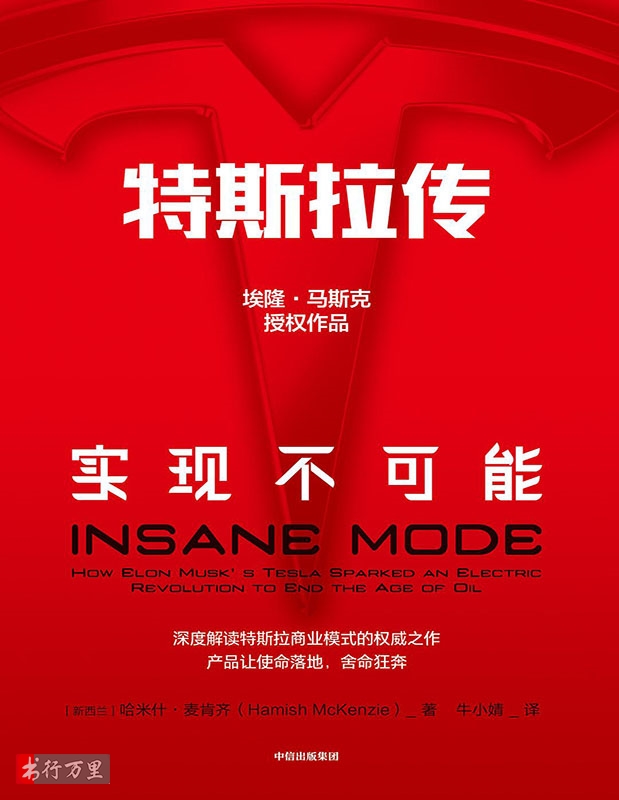 特斯拉传
埃隆·马斯克
授权作品
实现不可能
INSANE MODE
HOW ELON MUSK'S TESLA SPARKED AN ELECTRIC
REVOLUTION TO END THE AGE OF OIL
深度解读特斯拉商业模式的权威之作
产品让使命落地，舍命狂奔
[新西兰] 哈米什·麦肯齐（Hamish McKenzie）_著 牛小婧_译
中信出版集团
书行万里